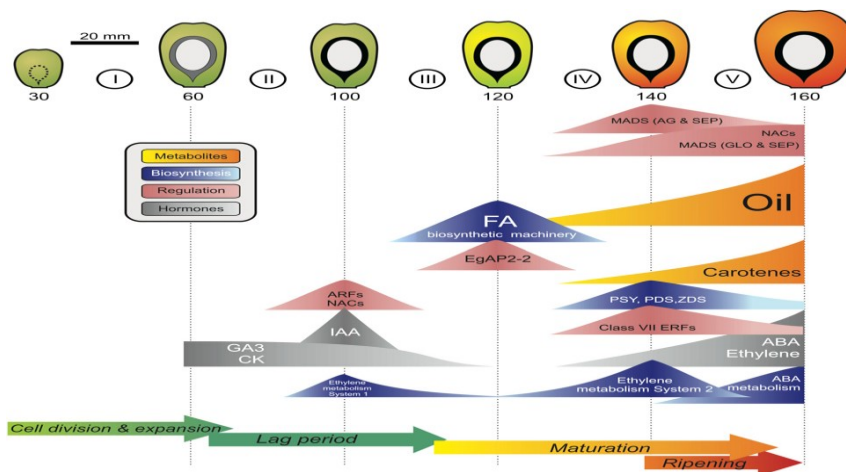 20 mm
I II III IV V
30 60 100 120 140 160
MADS (AG & SEP)
NACs
MADS (GLO & SEP)
Metabolites
Biosynthesis
Regulation
Hormones
Oil
FA
biosynthetic machinery
EgAP2-2
Carotenes
ARFs
NACs
PSY, PDS,ZDS
IAA
Class VII ERFs
GA3
CK
ABA
Ethylene
Ethylene
metabolism
System 1
Ethylene
metabolism System 2
ABA
metabolism
Cell division & expansion
Lag period
Maturation
Ripening